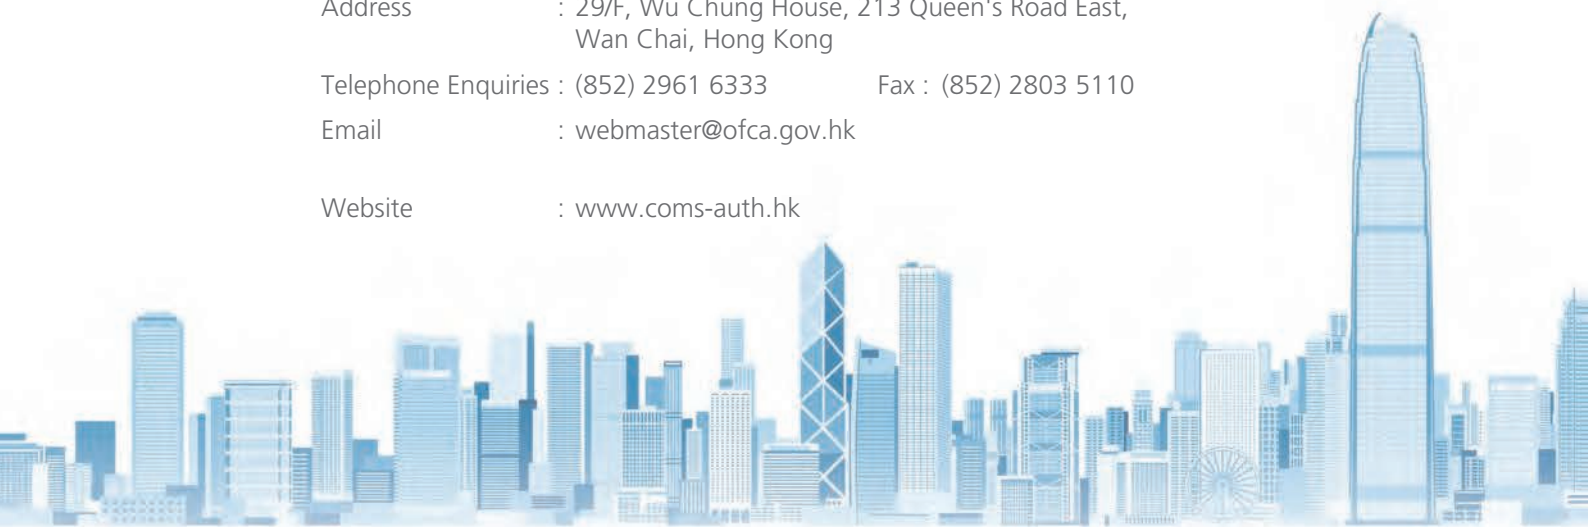 Address : 29/F, Wu Chung House, 213 Queen's Road East,
Wan Chai, Hong Kong
Telephone Enquiries : (852) 2961 6333 Fax : (852) 2803 5110
Email : webmaster@ofca.gov.hk
Website : www.coms-auth.hk